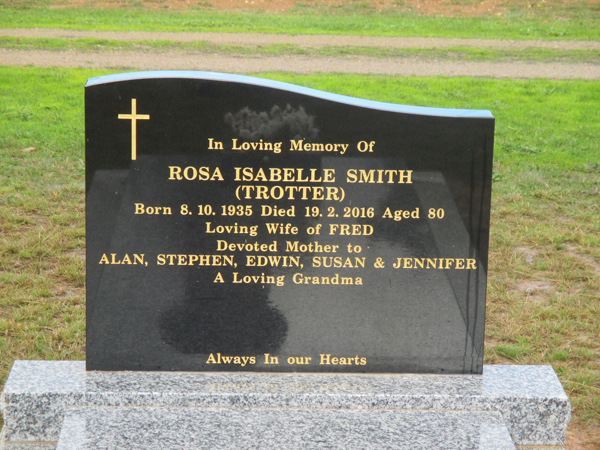 In Loving Memory Of
ROSA ISABELLE SMITH
(TROTTER)
Born 8. 10. 1935 Died 19. 2. 2016 Aged 80
Loving Wife of FRED
Devoted Mother to
ALAN, STEPHEN, EDWIN, SUSAN & JENNIFER
A Loving Grandma
Always In our Hearts